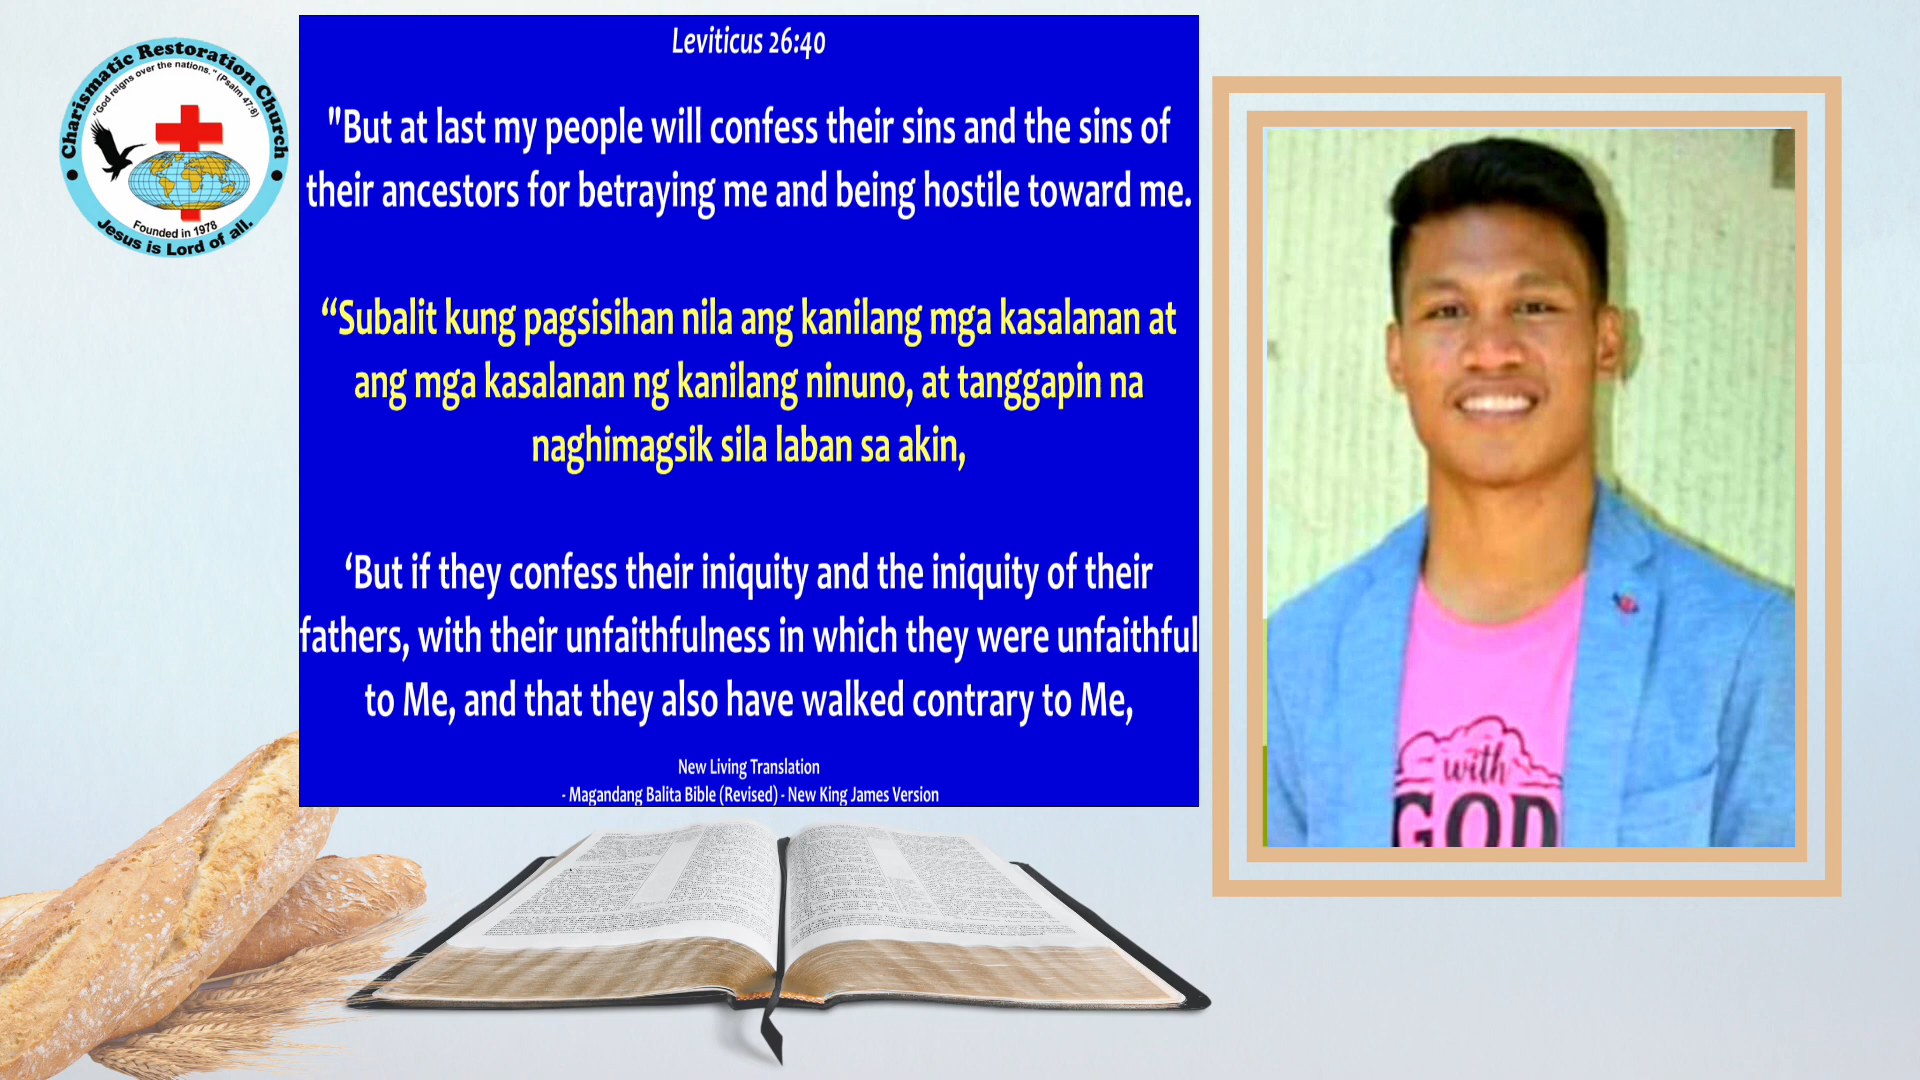 Charismatic Restoration Church
"God reigns over the nations." (Psalm 47:8)
Founded in 1978
Jesus is Lord of all.
Leviticus 26:40
"But at last my people will confess their sins and the sins of
their ancestors for betraying me and being hostile toward me.
“Subalit kung pagsisihan nila ang kanilang mga kasalanan at
ang mga kasalanan ng kanilang ninuno, at tanggapin na
naghimagsik sila laban sa akin,
‘But if they confess their iniquity and the iniquity of their
fathers, with their unfaithfulness in which they were unfaithful
to Me, and that they also have walked contrary to Me,
New Living Translation
- Magandang Balita Bible (Revised) - New King James Version
with
GOD